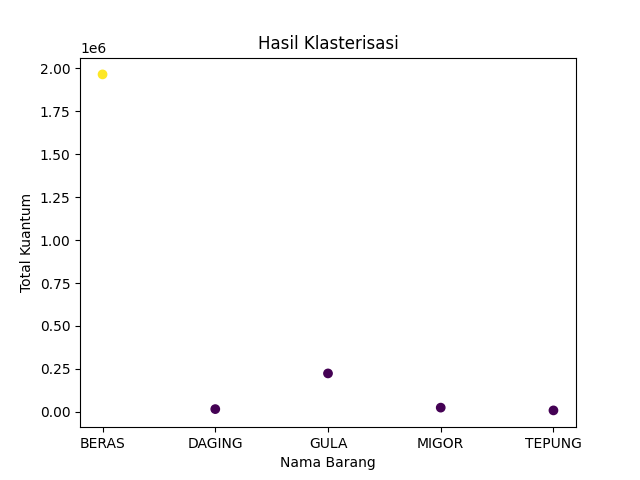 Hasil Klasterisasi
1e6
2.00
1.75
1.50
1.25
1.00
0.75
0.50
0.25
0.00
Total Kuantum
BERAS DAGING GULA MIGOR TEPUNG
Nama Barang